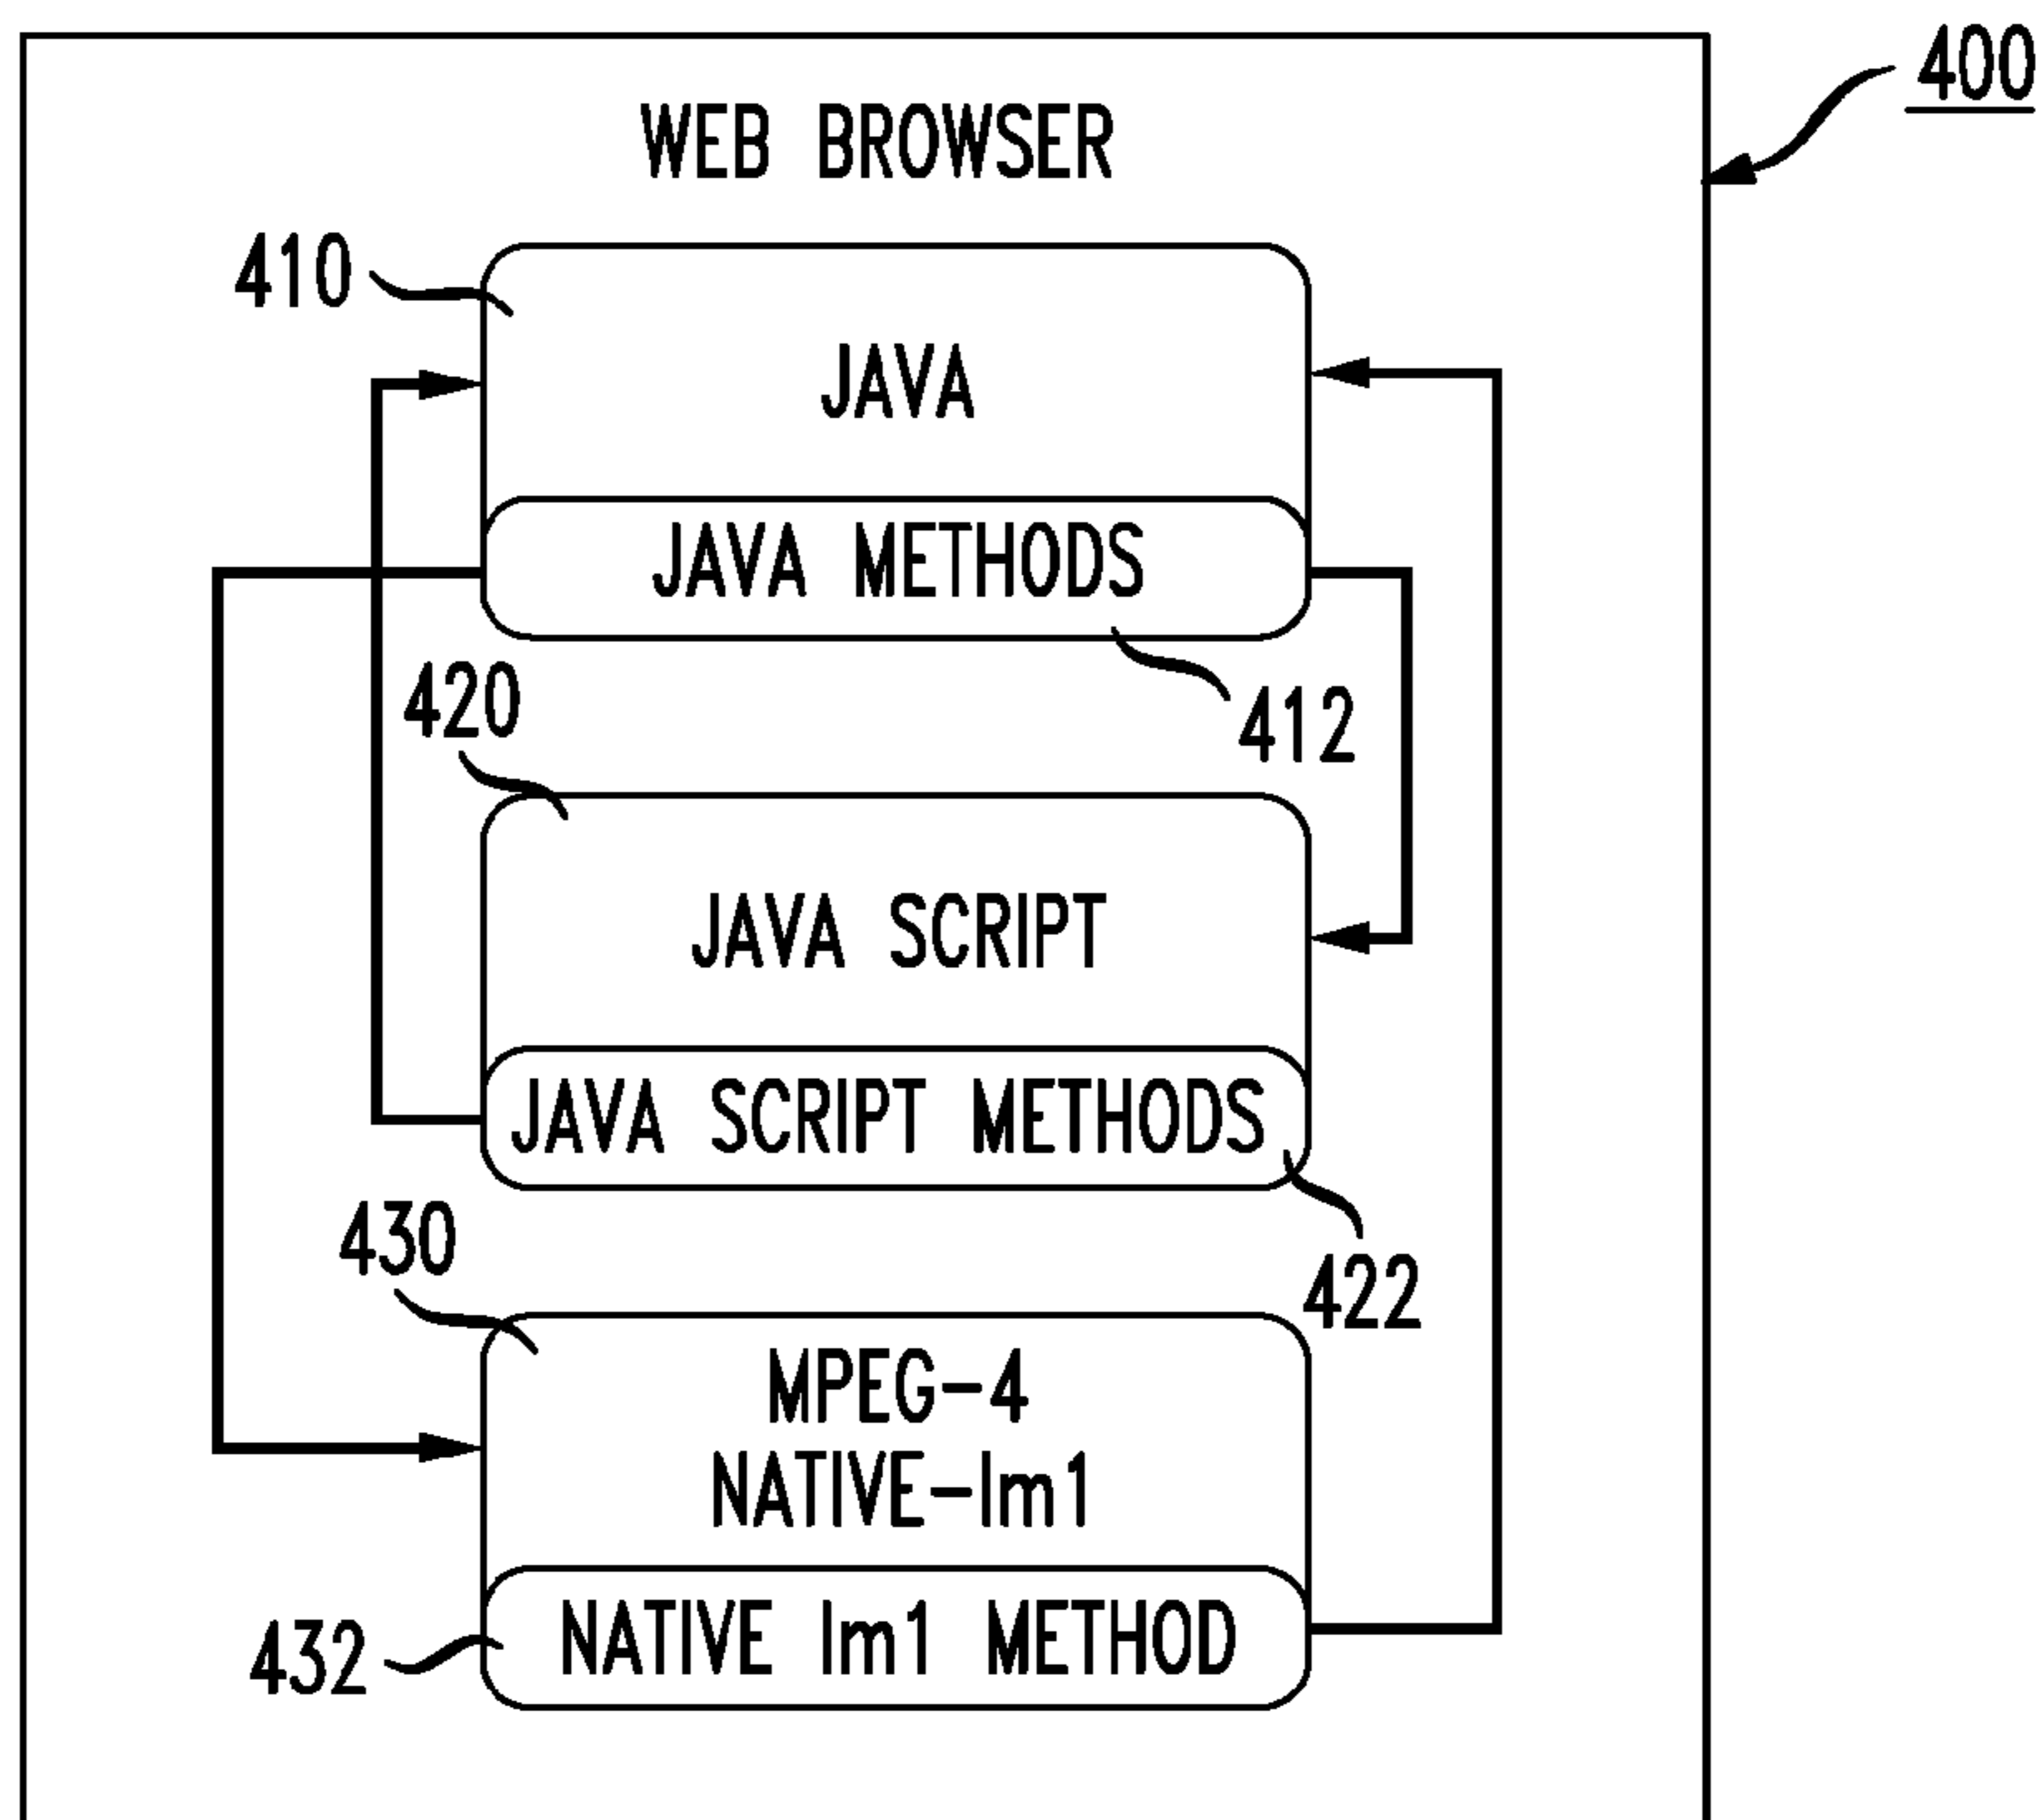 400
WEB BROWSER
410
JAVA
JAVA METHODS
412
420
JAVA SCRIPT
JAVA SCRIPT METHODS
422
430
MPEG-4
NATIVE-Im1
NATIVE Im1 METHOD
432